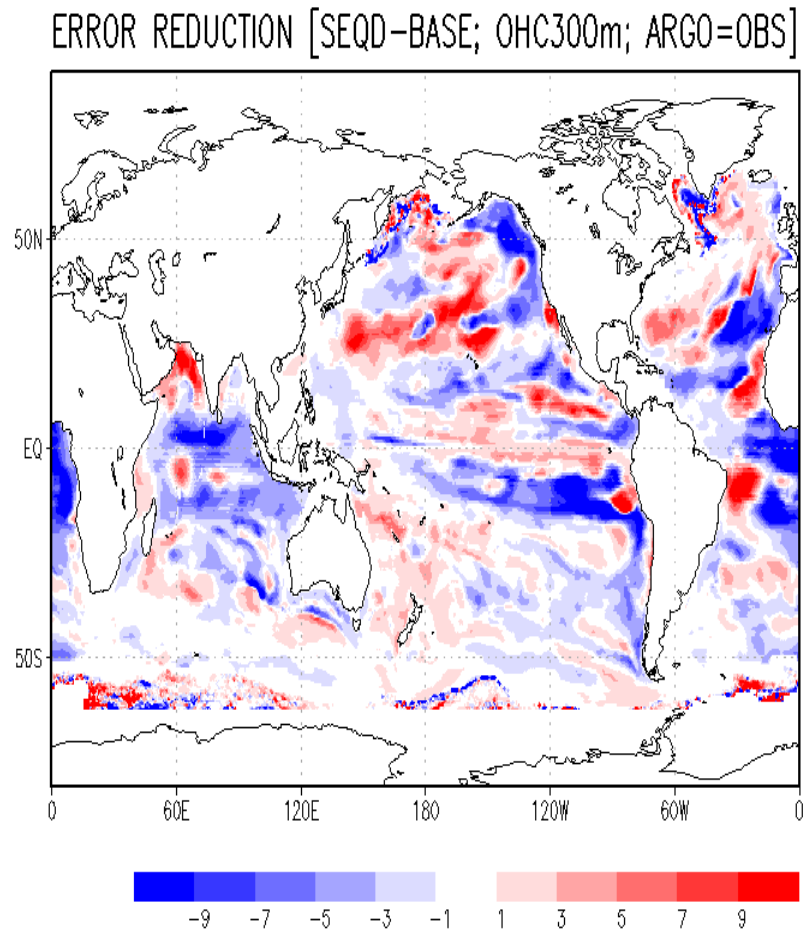 ERROR REDUCTION [SEQD-BASE; OHC300m; ARGO=OBS]
50N
EQ
50S
0 60E 120E 180 120W 60W 0
-9 -7 -5 -3 -1 1 3 5 7 9